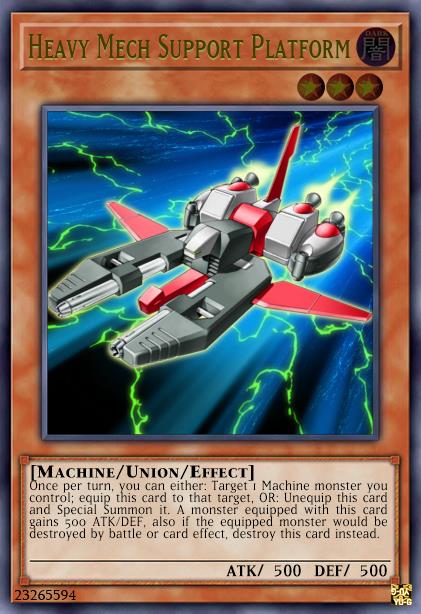 Heavy Mech Support Platform
DARK
闇
[Machine/Union/Effect]
Once per turn, you can either: Target 1 Machine monster you
control; equip this card to that target, OR: Unequip this card
and Special Summon it. A monster equipped with this card
gains 500 ATK/DEF, also if the equipped monster would be
destroyed by battle or card effect, destroy this card instead.
ATK/ 500 DEF/ 500
23265594